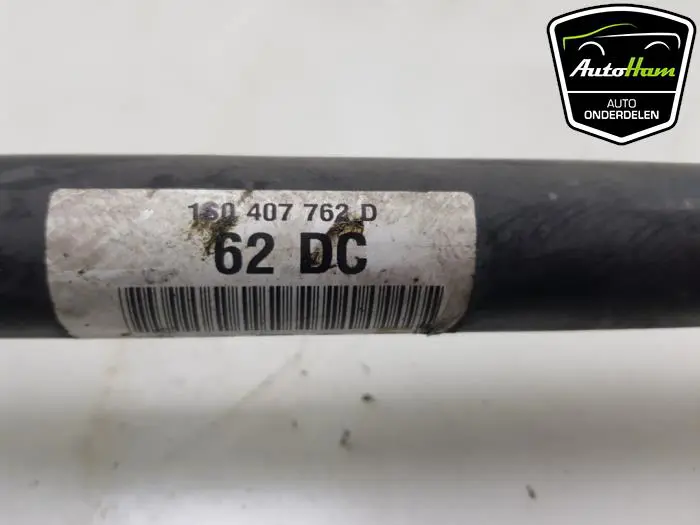 AutoHam
AUTO
ONDERDELEN
1S0 407 762 D
62 DC